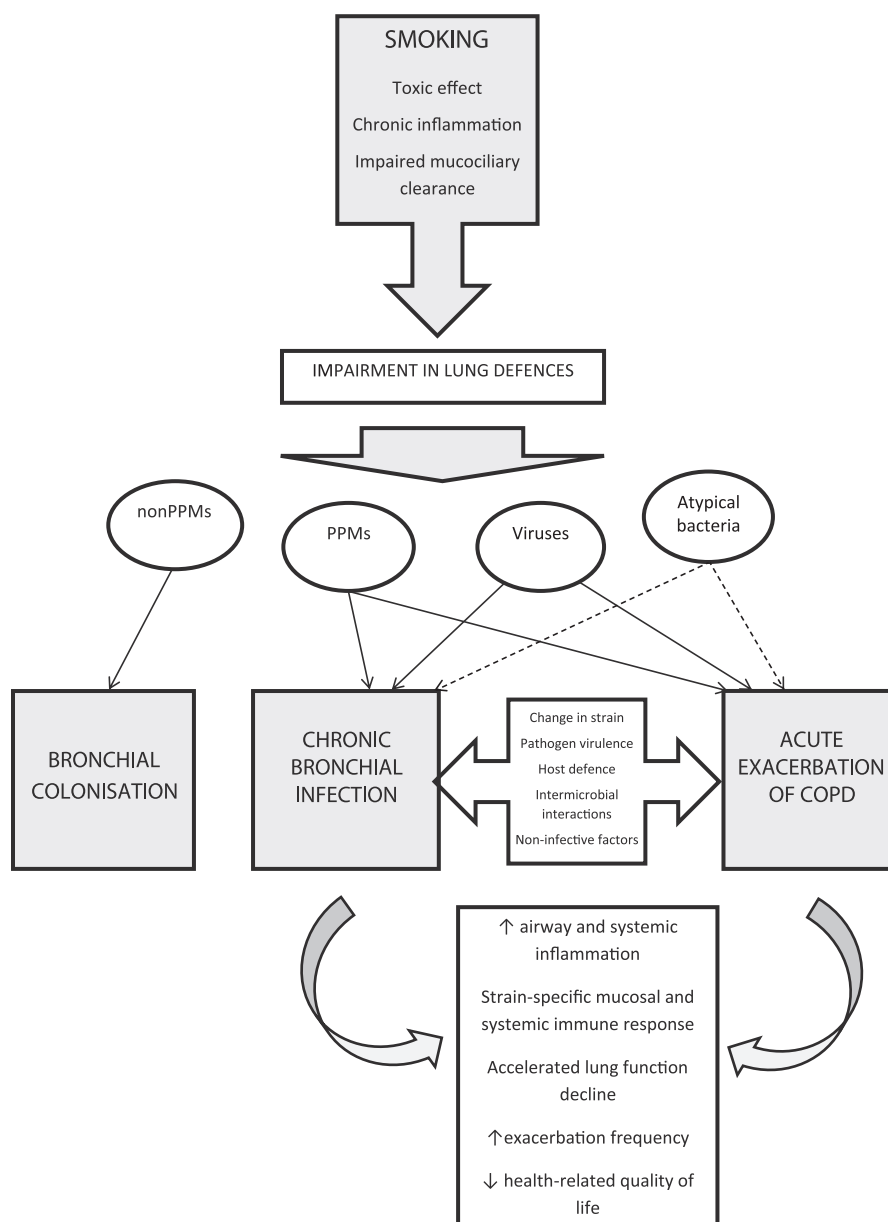 SMOKING
Toxic effect
Chronic inflammation
Impaired mucociliary
clearance
IMPAIRMENT IN LUNG DEFENCES
nonPPMs
PPMs
Viruses
Atypical
bacteria
BRONCHIAL
COLONISATION
CHRONIC
BRONCHIAL
INFECTION
Change in strain
Pathogen virulence
Host defence
Intermicrobial
interactions
Non-infective factors
ACUTE
EXACERBATION
OF COPD
↑ airway and systemic
inflammation
Strain-specific mucosal and
systemic immune response
Accelerated lung function
decline
↑exacerbation frequency
↓ health-related quality of
life